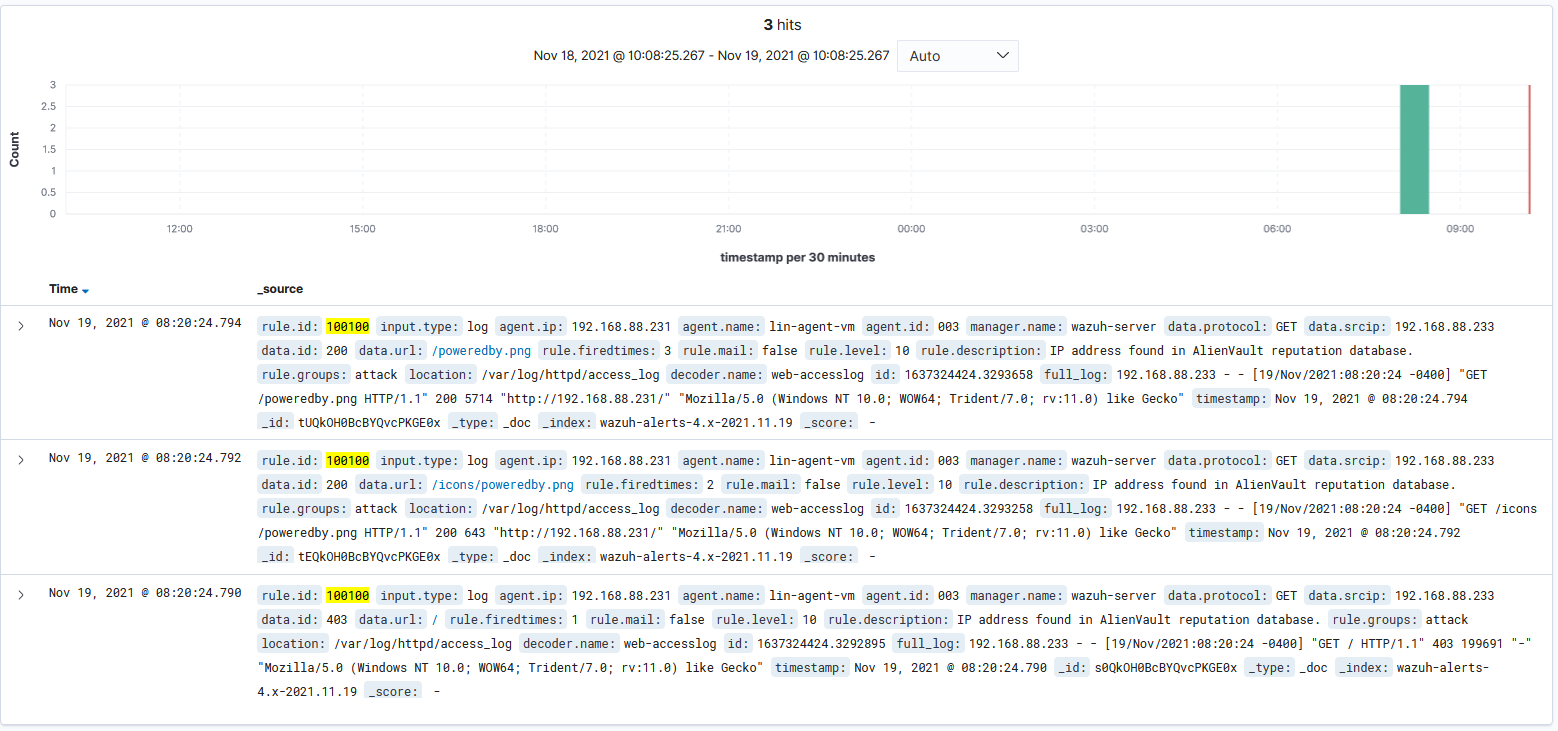 3 hits
Nov 18, 2021 @ 10:08:25.267 - Nov 19, 2021 @ 10:08:25.267 Auto
3
2.5
2
1.5
1
0.5
0
Count
12:00 15:00 18:00 21:00 00:00 03:00 06:00 09:00
timestamp per 30 minutes
Time _source
Nov 19, 2021 @ 08:20:24.794 rule.id: 100100 input.type: log agent.ip: 192.168.88.231 agent.name: lin-agent-vm agent.id: 003 manager.name: wazuh-server data.protocol: GET data.srcip: 192.168.88.233
data.id: 200 data.url: /poweredby.png rule.firedtimes: 3 rule.mail: false rule.level: 10 rule.description: IP address found in AlienVault reputation database.
rule.groups: attack location: /var/log/httpd/access_log decoder.name: web-accesslog id: 1637324424.3293658 full_log: 192.168.88.233 - - [19/Nov/2021:08:20:24 -0400] "GET
/poweredby.png HTTP/1.1" 200 5714 "http://192.168.88.231/" "Mozilla/5.0 (Windows NT 10.0; WOW64; Trident/7.0; rv:11.0) like Gecko" timestamp: Nov 19, 2021 @ 08:20:24.794
_id: tUQkOH0BcBYQvcPKGE0x _type: _doc _index: wazuh-alerts-4.x-2021.11.19 _score: -
Nov 19, 2021 @ 08:20:24.792 rule.id: 100100 input.type: log agent.ip: 192.168.88.231 agent.name: lin-agent-vm agent.id: 003 manager.name: wazuh-server data.protocol: GET data.srcip: 192.168.88.233
data.id: 200 data.url: /icons/poweredby.png rule.firedtimes: 2 rule.mail: false rule.level: 10 rule.description: IP address found in AlienVault reputation database.
rule.groups: attack location: /var/log/httpd/access_log decoder.name: web-accesslog id: 1637324424.3293258 full_log: 192.168.88.233 - - [19/Nov/2021:08:20:24 -0400] "GET /icons
/poweredby.png HTTP/1.1" 200 643 "http://192.168.88.231/" "Mozilla/5.0 (Windows NT 10.0; WOW64; Trident/7.0; rv:11.0) like Gecko" timestamp: Nov 19, 2021 @ 08:20:24.792
_id: tEQkOH0BcBYQvcPKGE0x _type: _doc _index: wazuh-alerts-4.x-2021.11.19 _score: -
Nov 19, 2021 @ 08:20:24.790 rule.id: 100100 input.type: log agent.ip: 192.168.88.231 agent.name: lin-agent-vm agent.id: 003 manager.name: wazuh-server data.protocol: GET data.srcip: 192.168.88.233
data.id: 403 data.url: / rule.firedtimes: 1 rule.mail: false rule.level: 10 rule.description: IP address found in AlienVault reputation database. rule.groups: attack
location: /var/log/httpd/access_log decoder.name: web-accesslog id: 1637324424.3292895 full_log: 192.168.88.233 - - [19/Nov/2021:08:20:24 -0400] "GET / HTTP/1.1" 403 199691 "-"
"Mozilla/5.0 (Windows NT 10.0; WOW64; Trident/7.0; rv:11.0) like Gecko" timestamp: Nov 19, 2021 @ 08:20:24.790 _id: s0QkOH0BcBYQvcPKGE0x _type: _doc _index: wazuh-alerts-
4.x-2021.11.19 _score: -